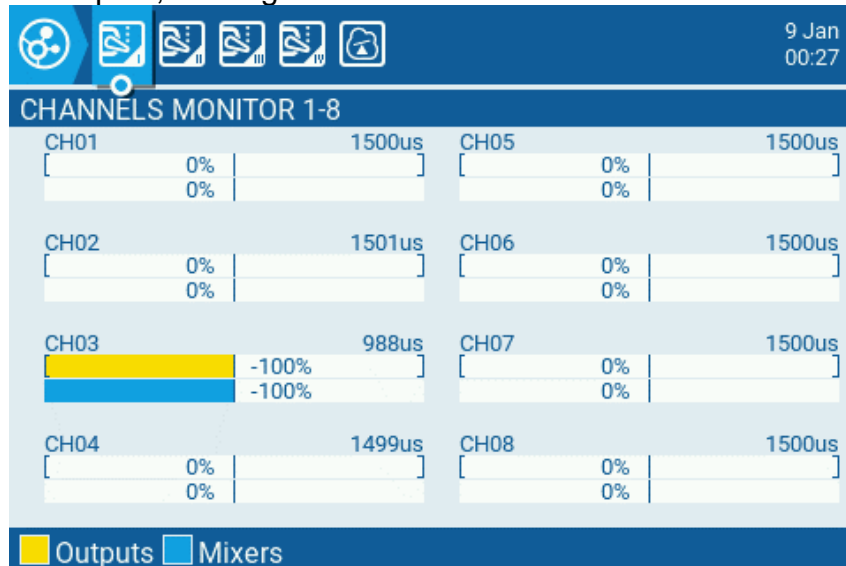 9 Jan
00:27
CHANNELS MONITOR 1-8
CH01 1500us
0%
0%
CH02 1501us
0%
0%
CH03 988us
-100%
-100%
CH04 1499us
0%
0%
CH05 1500us
0%
0%
CH06 1500us
0%
0%
CH07 1500us
0%
0%
CH08 1500us
0%
0%
Outputs Mixers